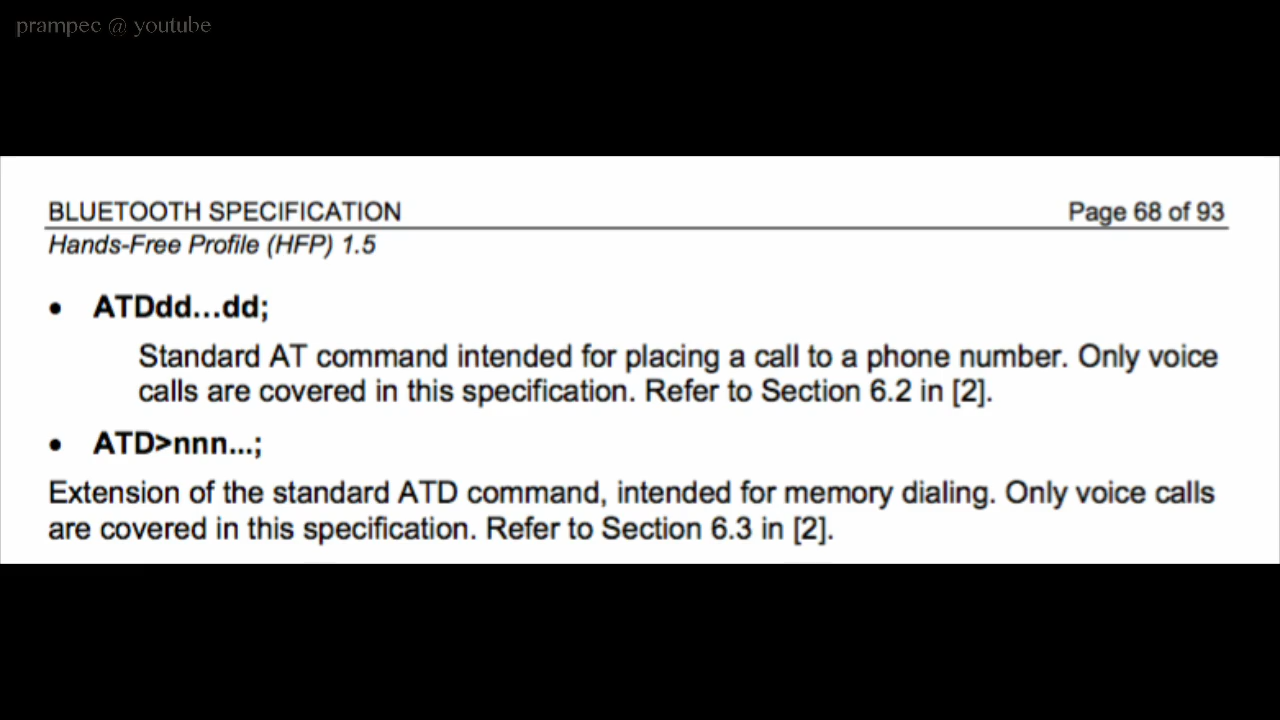 prampec @ youtube
BLUETOOTH SPECIFICATION Page 68 of 93
Hands-Free Profile (HFP) 1.5
• ATDdd...dd;
Standard AT command intended for placing a call to a phone number. Only voice
calls are covered in this specification. Refer to Section 6.2 in [2].
• ATD>nnn...;
Extension of the standard ATD command, intended for memory dialing. Only voice calls
are covered in this specification. Refer to Section 6.3 in [2].